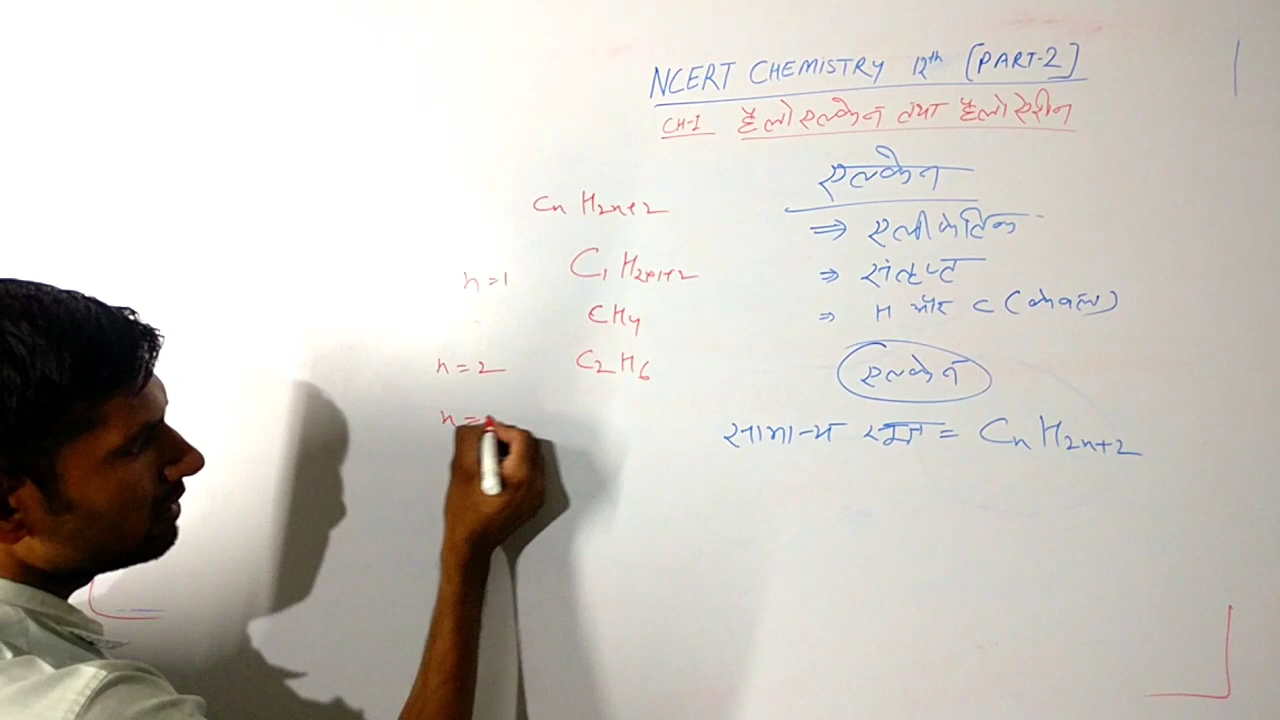 NCERT CHEMISTRY 12th [PART-2]
CH-1 हैलोएल्केन तथा हैलोऐरीन
एल्केन
⇒ एलीफेटिक
⇒ संतृप्त
⇒ H और C (केवल)
एल्केन
सामान्य सूत्र = CnH2n+2
CnH2n+2
n=1 C1H2×1+2
CH4
n=2 C2H6
n=